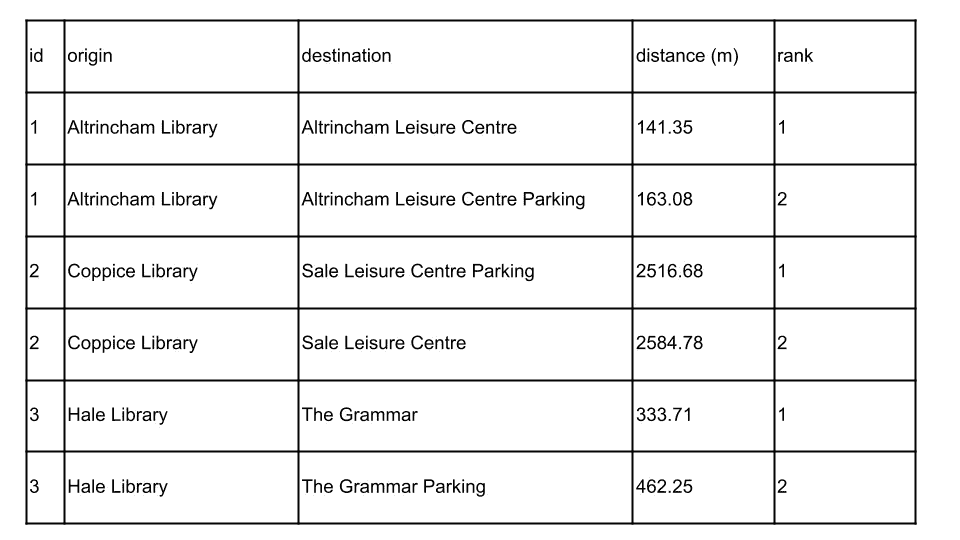 id origin destination distance (m) rank
1 Altrincham Library Altrincham Leisure Centre 141.35 1
1 Altrincham Library Altrincham Leisure Centre Parking 163.08 2
2 Coppice Library Sale Leisure Centre Parking 2516.68 1
2 Coppice Library Sale Leisure Centre 2584.78 2
3 Hale Library The Grammar 333.71 1
3 Hale Library The Grammar Parking 462.25 2